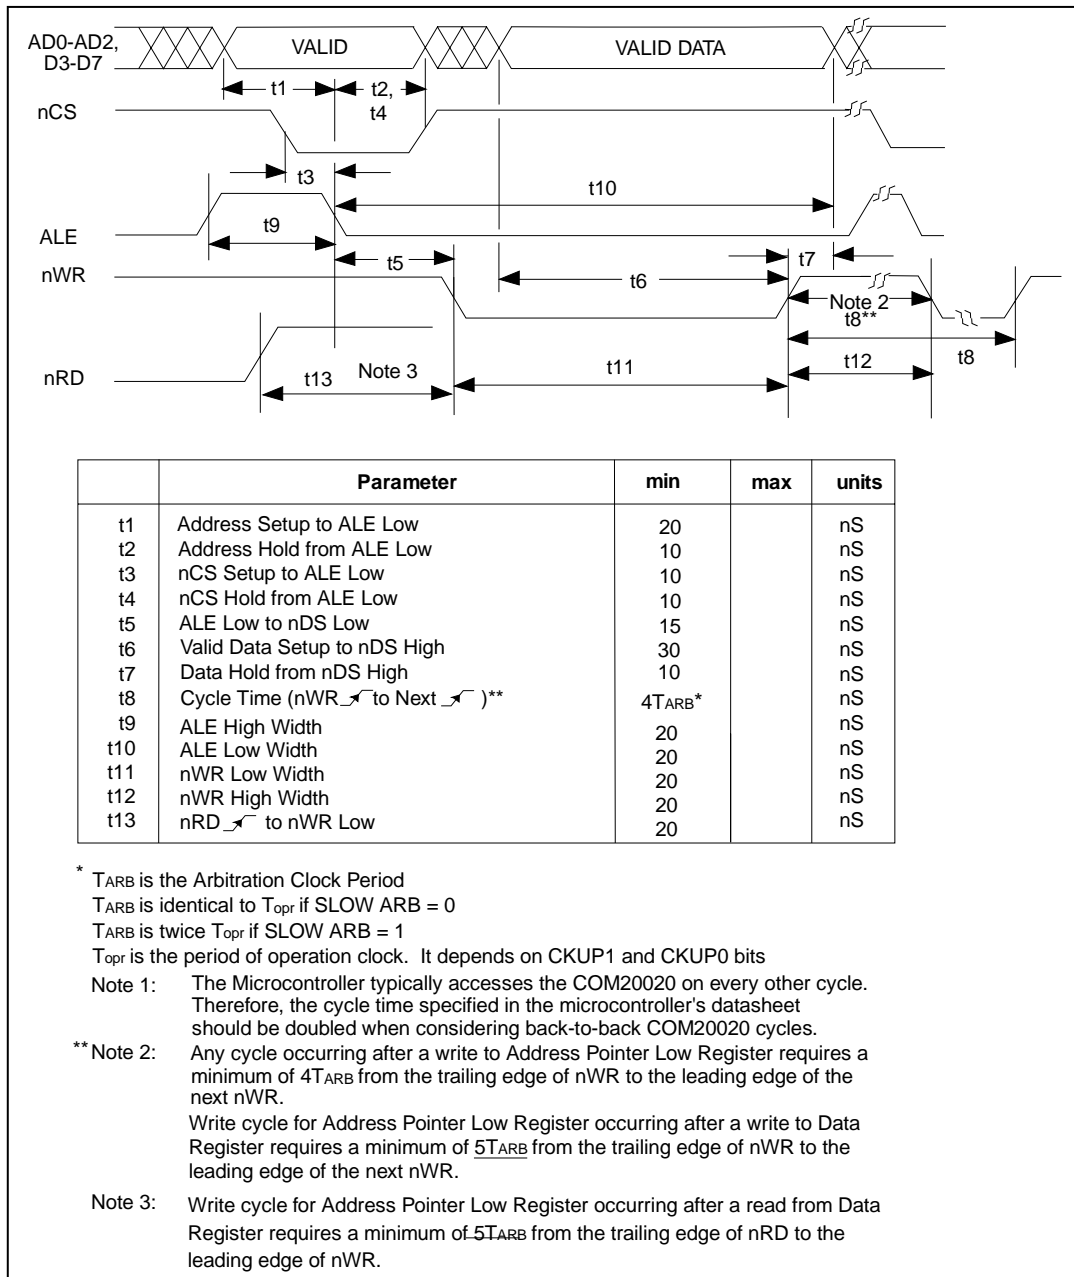 AD0-AD2,
D3-D7
VALID
VALID DATA
t1
t2,
t4
nCS
t3
t10
ALE
t9
t5
t7
nWR
t6
Note 2
t8**
t8
nRD
t13
Note 3
t11
t12
Parameter min max units
t1 Address Setup to ALE Low 20 nS
t2 Address Hold from ALE Low 10 nS
t3 nCS Setup to ALE Low 10 nS
t4 nCS Hold from ALE Low 10 nS
t5 ALE Low to nDS Low 15 nS
t6 Valid Data Setup to nDS High 30 nS
t7 Data Hold from nDS High 10 nS
t8 Cycle Time (nWR to Next )** 4TARB* nS
t9 ALE High Width 20 nS
t10 ALE Low Width 20 nS
t11 nWR Low Width 20 nS
t12 nWR High Width 20 nS
t13 nRD to nWR Low 20 nS
* TARB is the Arbitration Clock Period
TARB is identical to Topr if SLOW ARB = 0
TARB is twice Topr if SLOW ARB = 1
Topr is the period of operation clock. It depends on CKUP1 and CKUP0 bits
Note 1: The Microcontroller typically accesses the COM20020 on every other cycle.
Therefore, the cycle time specified in the microcontroller's datasheet
should be doubled when considering back-to-back COM20020 cycles.
**Note 2: Any cycle occurring after a write to Address Pointer Low Register requires a
minimum of 4TARB from the trailing edge of nWR to the leading edge of the
next nWR.
Write cycle for Address Pointer Low Register occurring after a write to Data
Register requires a minimum of 5TARB from the trailing edge of nWR to the
leading edge of the next nWR.
Note 3: Write cycle for Address Pointer Low Register occurring after a read from Data
Register requires a minimum of 5TARB from the trailing edge of nRD to the
leading edge of nWR.